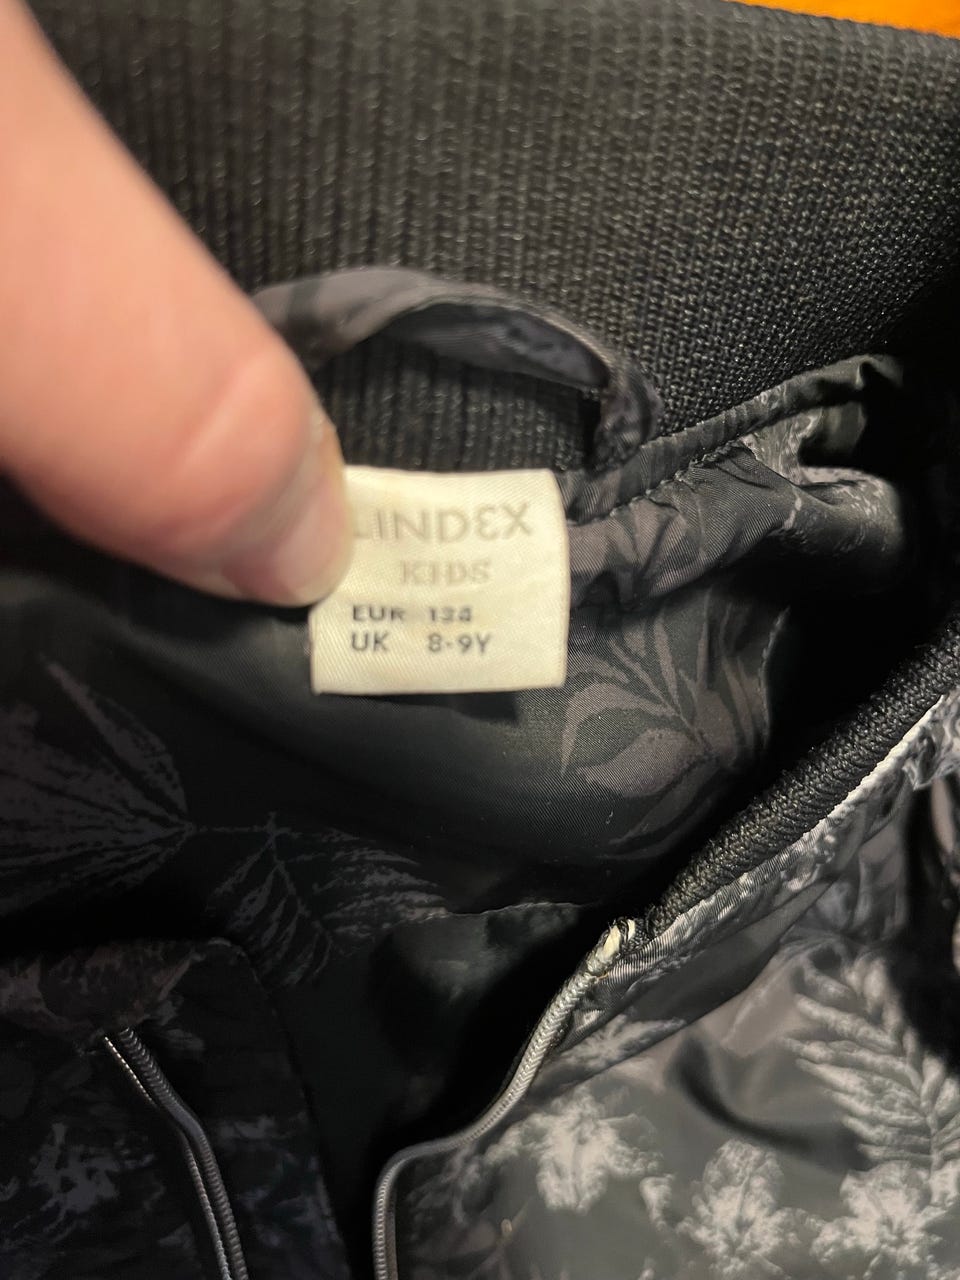 LINDEX
KIDS
EUR 134
UK 8-9Y